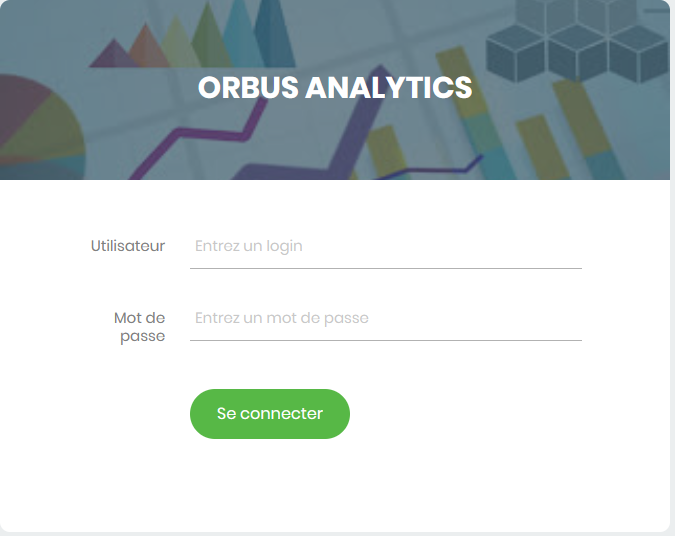 ORBUS ANALYTICS
Utilisateur
Entrez un login
Mot de
passe
Entrez un mot de passe
Se connecter